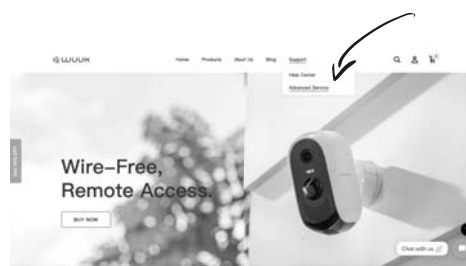 WUUK
Home Products About Us Blog Support
Help Center
Advanced Service
Wire-Free,
Remote Access.
BUY NOW
Chat with us